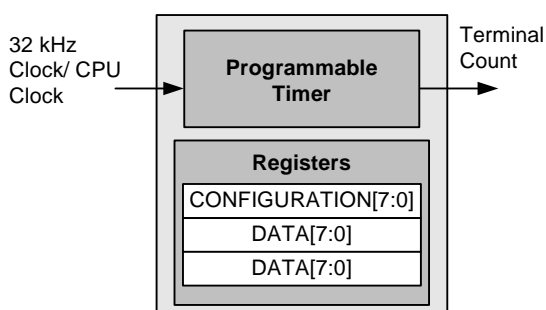 32 kHz
Clock/ CPU
Clock
Programmable
Timer
Terminal
Count
Registers
CONFIGURATION[7:0]
DATA[7:0]
DATA[7:0]